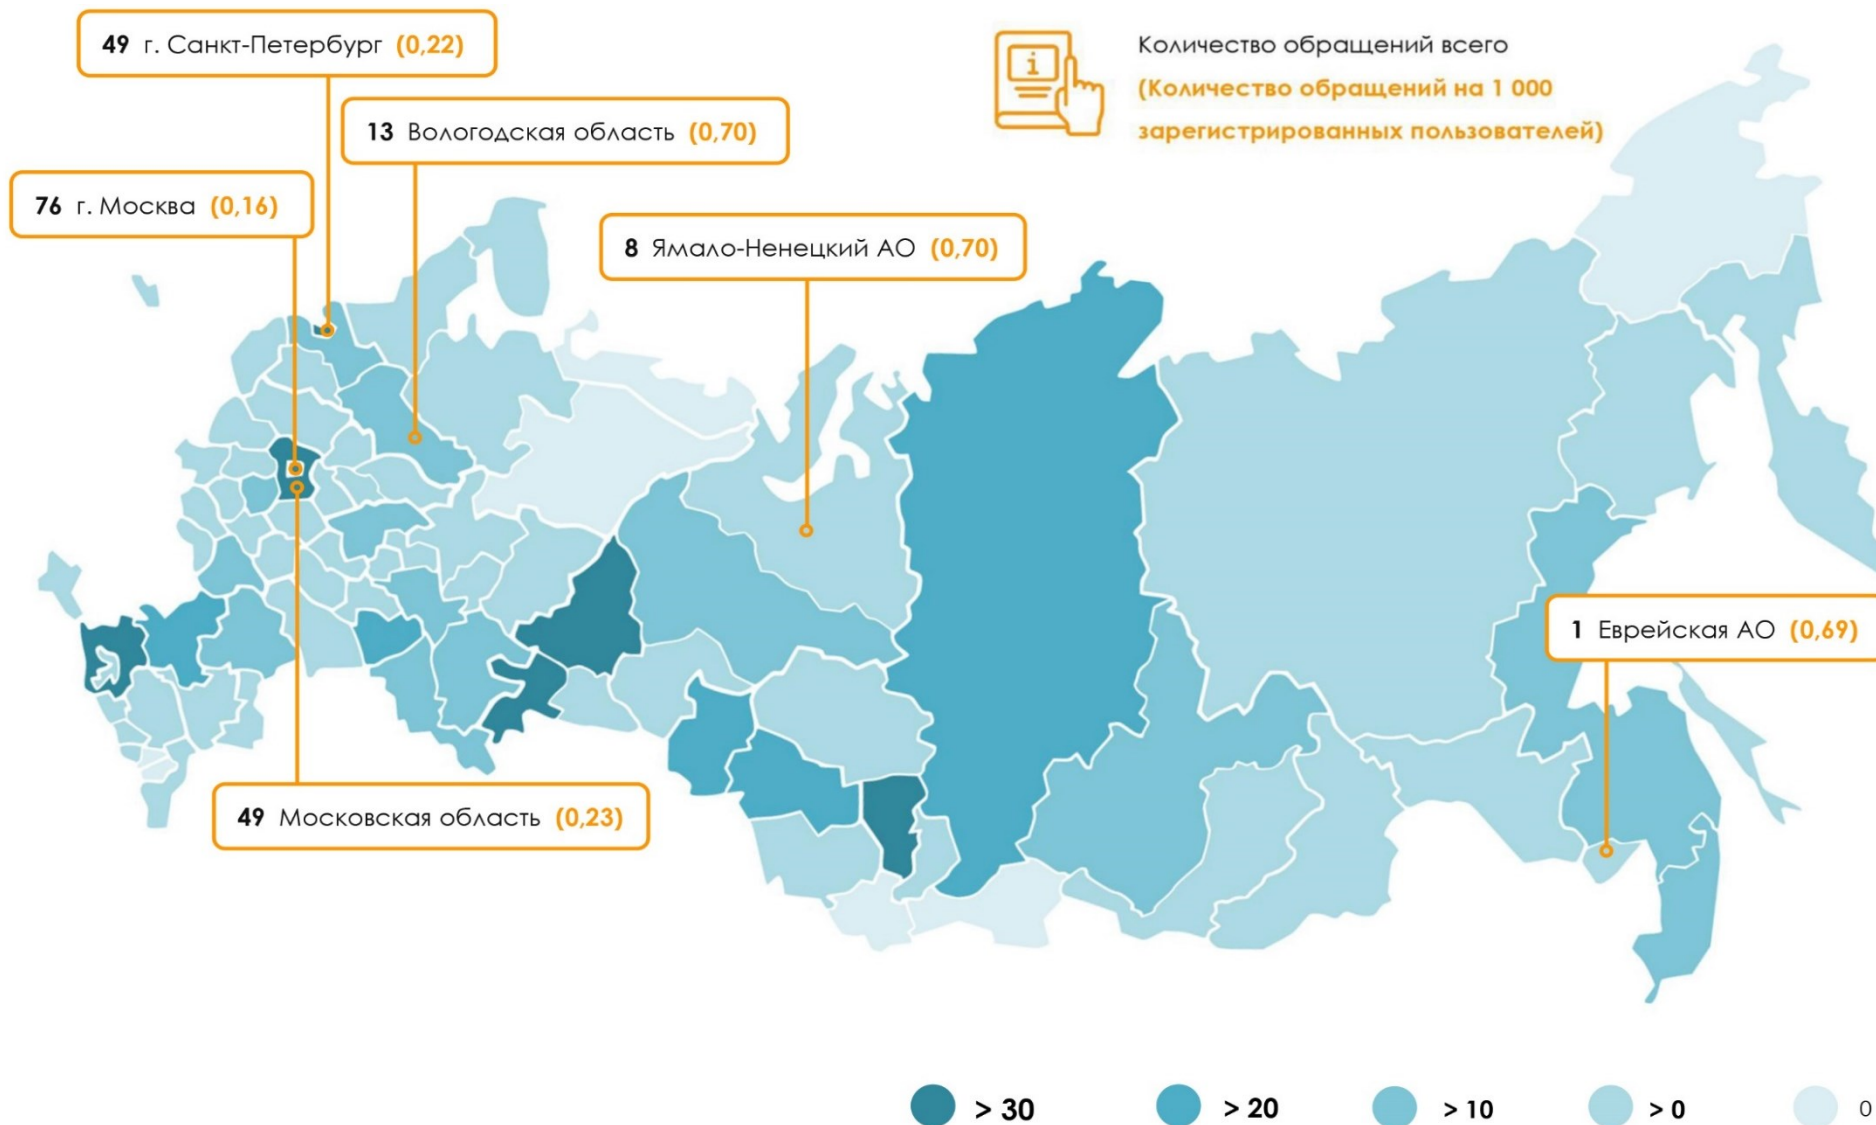 49 г. Санкт-Петербург (0,22)
i
Количество обращений всего
(Количество обращений на 1 000
зарегистрированных пользователей)
13 Вологодская область (0,70)
76 г. Москва (0,16)
8 Ямало-Ненецкий АО (0,70)
1 Еврейская АО (0,69)
49 Московская область (0,23)
> 30
> 20
> 10
> 0
0